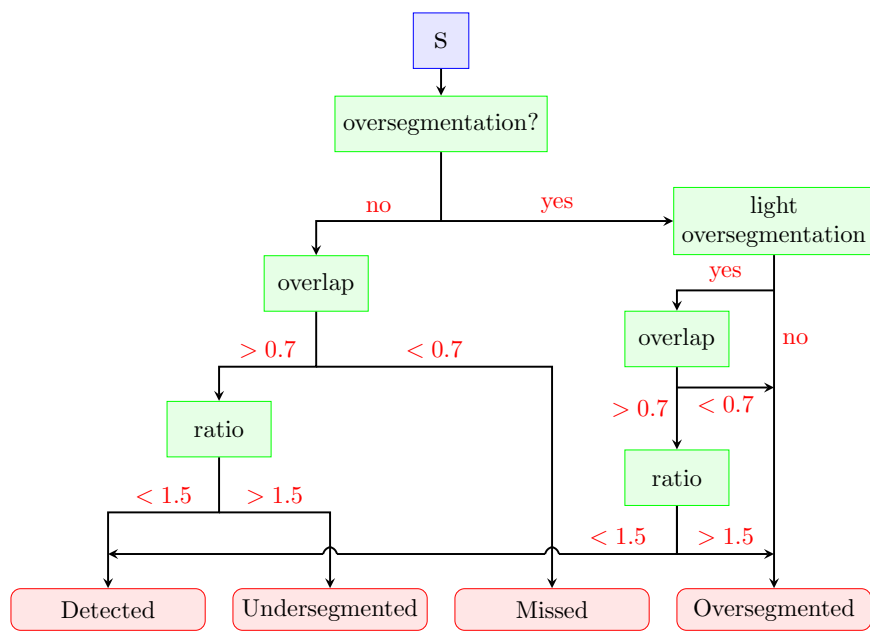 S
oversegmentation?
no
yes
light
oversegmentation
overlap
yes
overlap
no
> 0.7
< 0.7
> 0.7
< 0.7
ratio
ratio
< 1.5
> 1.5
< 1.5
> 1.5
Detected
Undersegmented
Missed
Oversegmented